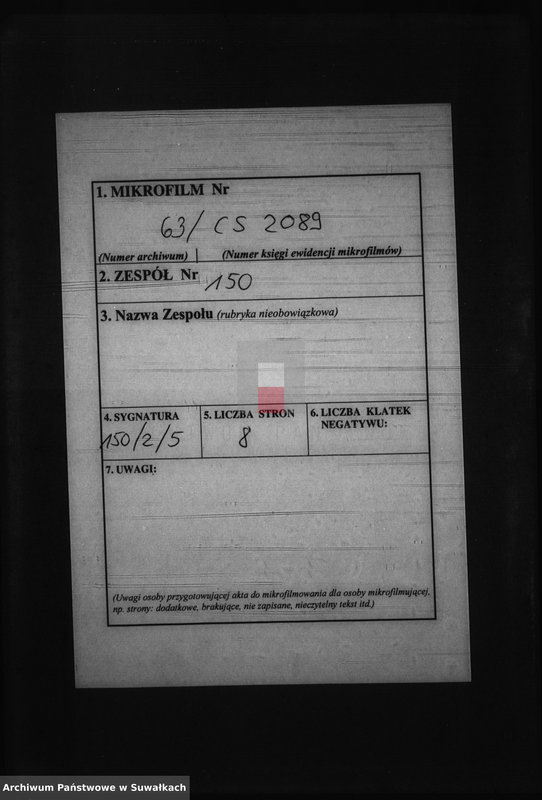 1. MIKROFILM Nr
63/ CS 2089
(Numer archiwum) (Numer księgi ewidencji mikrofilmów)
2. ZESPÓŁ Nr 150
3. Nazwa Zespołu (rubryka nieobowiązkowa)
4. SYGNATURA 5. LICZBA STRON 6. LICZBA KLATEK
NEGATYWU:
150/2/5 8
7. UWAGI:
(Uwagi osoby przygotowującej akta do mikrofilmowania dla osoby mikrofilmującej,
np. strony: dodatkowe, brakujące, nie zapisane, nieczytelny tekst itd.)
Archiwum Państwowe w Suwałkach